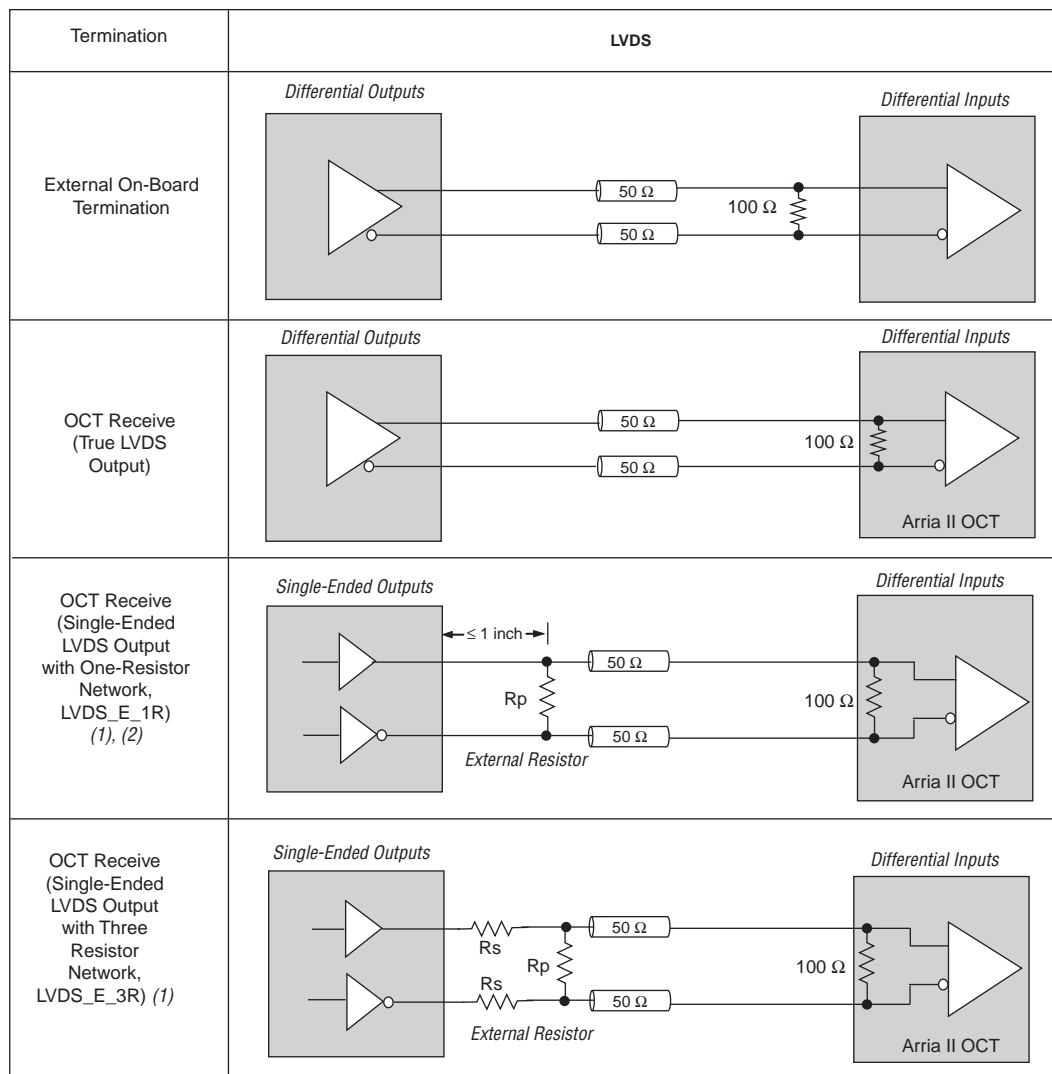 Termination
LVDS
External On-Board
Termination
Differential Outputs
Differential Inputs
50 Ω
50 Ω
100 Ω
OCT Receive
(True LVDS
Output)
Differential Outputs
Differential Inputs
50 Ω
50 Ω
100 Ω
Arria II OCT
OCT Receive
(Single-Ended
LVDS Output
with One-Resistor
Network,
LVDS_E_1R)
(1), (2)
Single-Ended Outputs
Differential Inputs
≤ 1 inch
50 Ω
Rp
100 Ω
50 Ω
External Resistor
Arria II OCT
OCT Receive
(Single-Ended
LVDS Output
with Three
Resistor
Network,
LVDS_E_3R) (1)
Single-Ended Outputs
Differential Inputs
50 Ω
Rs
Rp
100 Ω
Rs
50 Ω
External Resistor
Arria II OCT